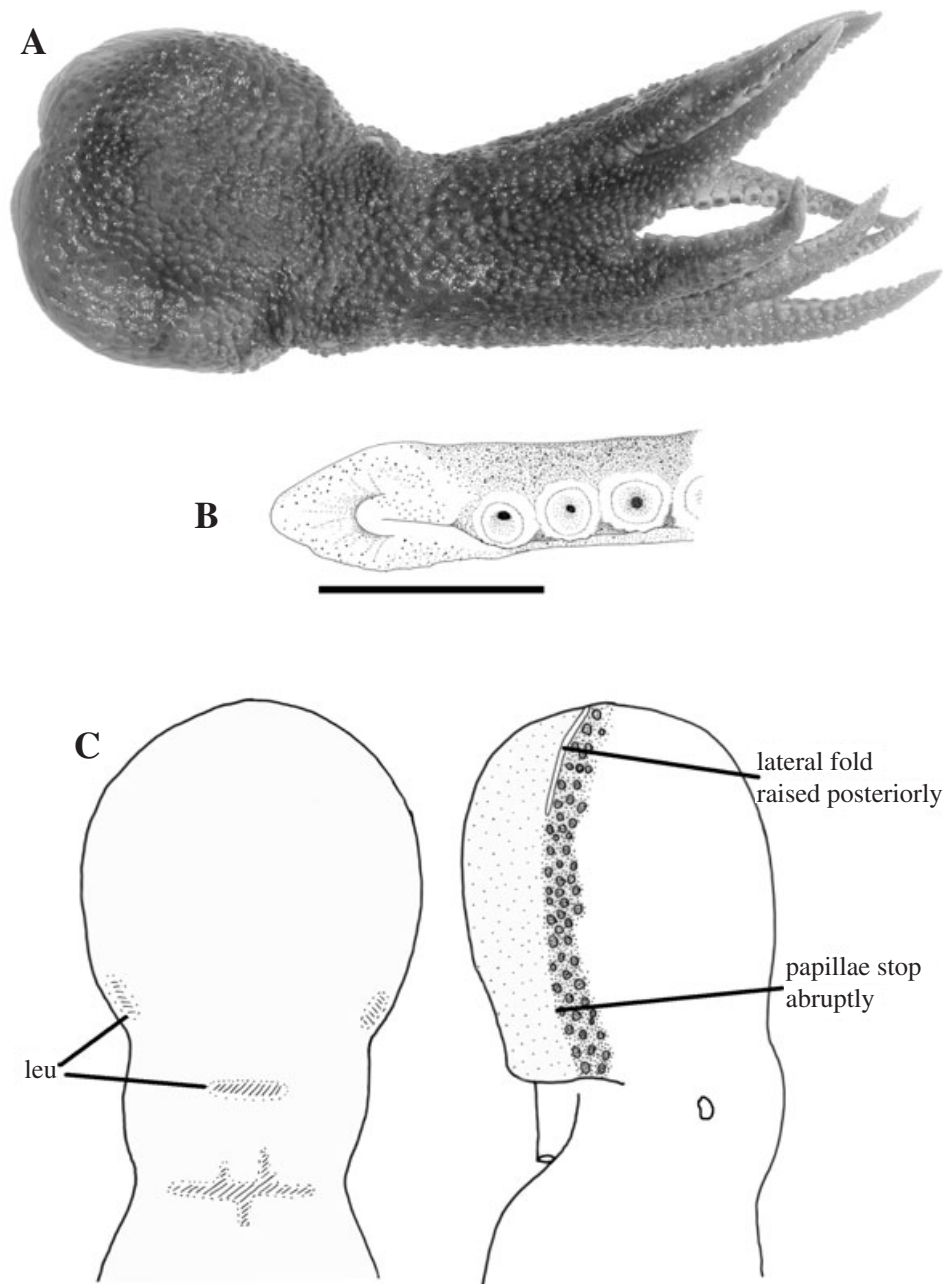 A
B
C
lateral fold
raised posteriorly
papillae stop
abruptly
leu